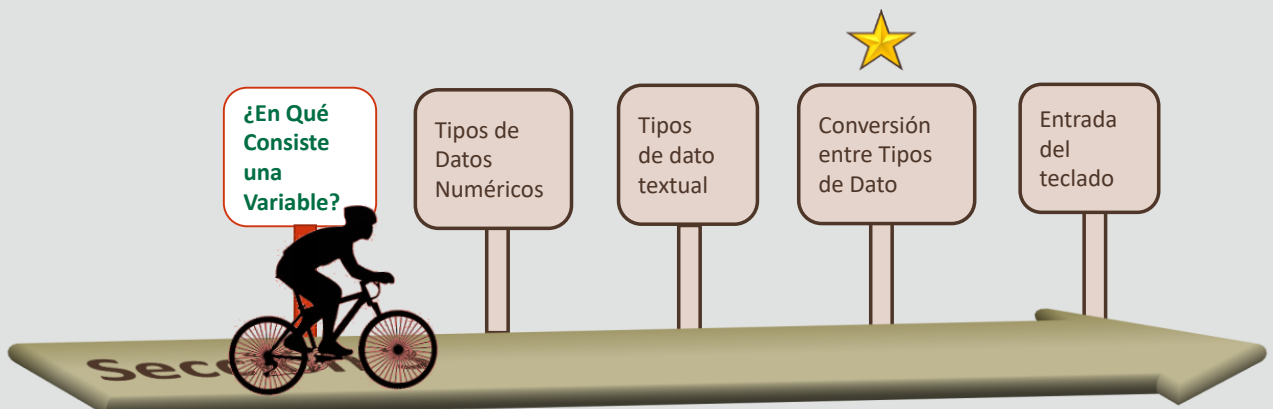 ¿En Qué
Consiste
una
Variable?
Tipos de
Datos
Numéricos
Tipos
de dato
textual
Conversión
entre Tipos
de Dato
Entrada
del
teclado